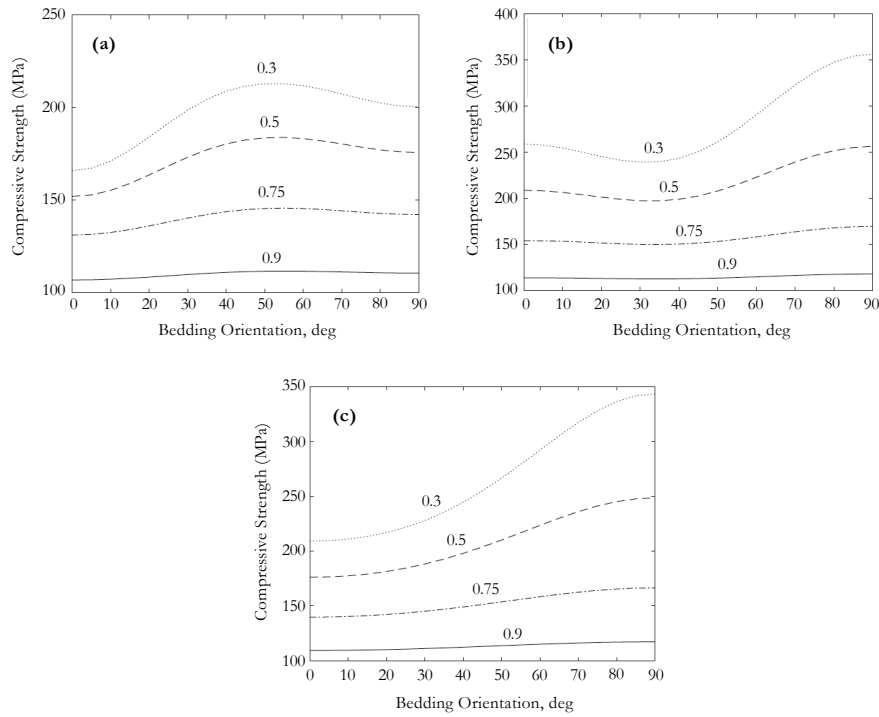 (a)
250
200
150
100
Compressive Strength (MPa)
0.3
0.5
0.75
0.9
0 10 20 30 40 50 60 70 80 90
Bedding Orientation, deg
(b)
400
350
300
250
200
150
100
Compressive Strength (MPa)
0.3
0.5
0.75
0.9
0 10 20 30 40 50 60 70 80 90
Bedding Orientation, deg
(c)
350
300
250
200
150
100
Compressive Strength (MPa)
0.3
0.5
0.75
0.9
0 10 20 30 40 50 60 70 80 90
Bedding Orientation, deg